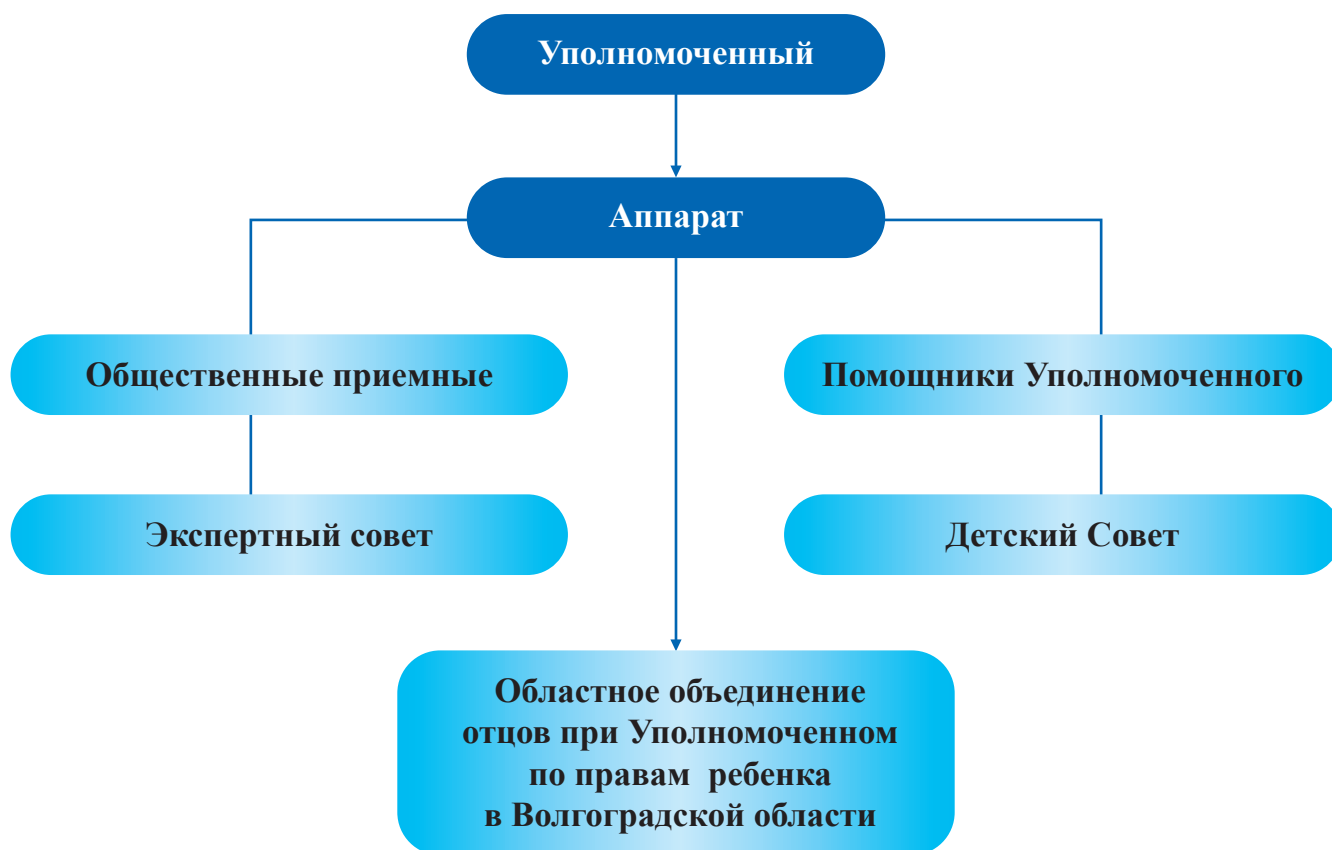 Уполномоченный
Аппарат
Общественные приемные
Помощники Уполномоченного
Экспертный совет
Детский Совет
Областное объединение
отцов при Уполномоченном
по правам ребенка
в Волгоградской области